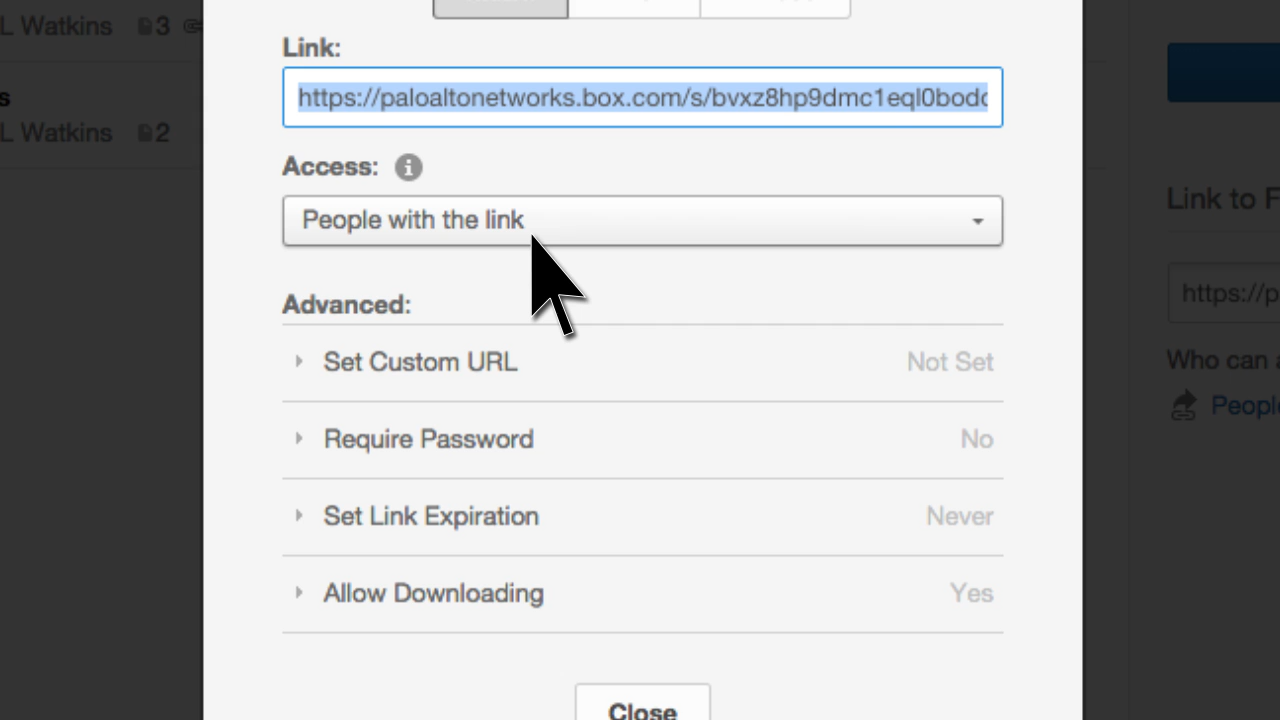 L Watkins 3
Link:
https://paloaltonetworks.box.com/s/bvxz8hp9dmc1eql0bodc
s
L Watkins 2
Access:
People with the link
Link to F
https://p
Advanced:
Set Custom URL Not Set
Who can a
Peopl
Require Password No
Set Link Expiration Never
Allow Downloading Yes
Close